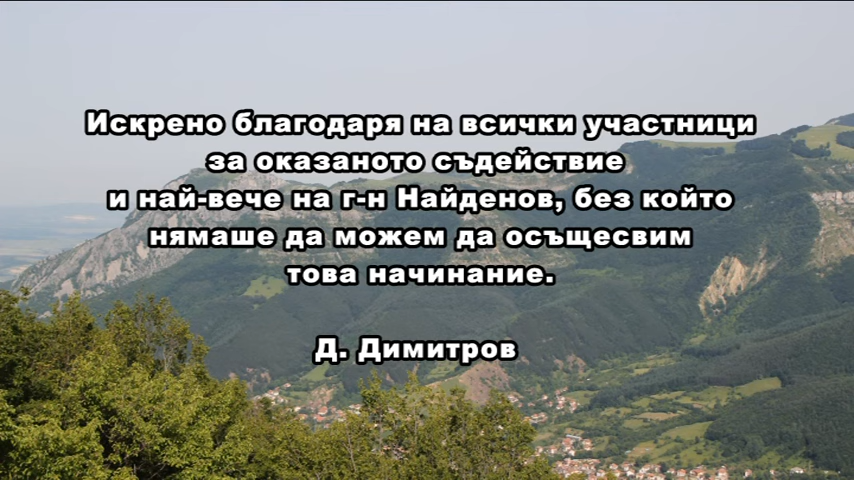 Искрено благодаря на всички участници
за оказаното съдействие
и най-вече на г-н Найденов, без който
нямаше да можем да осъщесвим
това начинание.
Д. Димитров